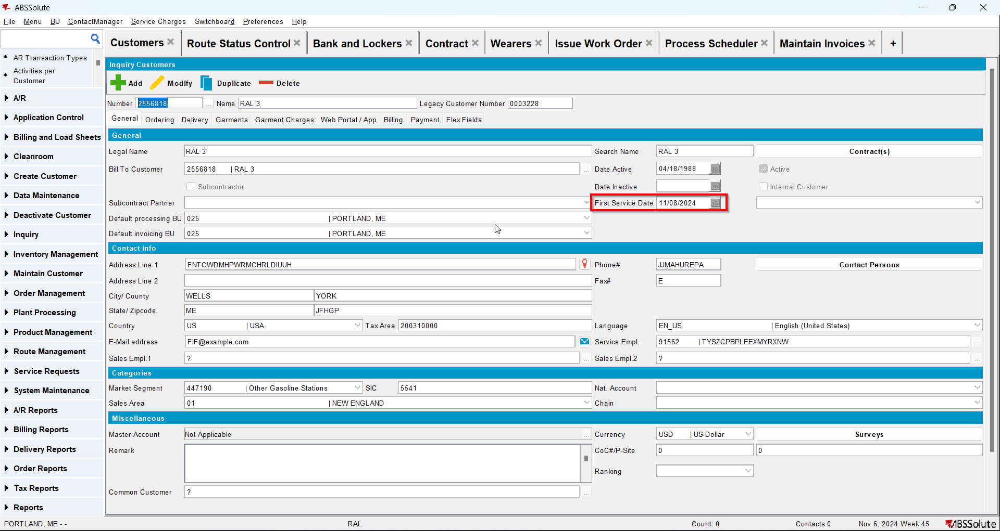 ABSSolute
File Menu BU ContactManager Service Charges Switchboard Preferences Help
Customers Route Status Control Bank and Lockers Contract Wearers Issue Work Order Process Scheduler Maintain Invoices +
AR Transaction Types
Activities per
Customer
A/R
Application Control
Billing and Load Sheets
Cleanroom
Create Customer
Data Maintenance
Deactivate Customer
Inquiry
Inventory Management
Maintain Customer
Order Management
Plant Processing
Product Management
Route Management
Service Requests
System Maintenance
A/R Reports
Billing Reports
Delivery Reports
Order Reports
Tax Reports
Reports
Inquiry Customers
Add Modify Duplicate Delete
Number 2556818 ... Name RAL 3 Legacy Customer Number 0003228
General Ordering Delivery Garments Garment Charges Web Portal / App Billing Payment Flex Fields
General
Legal Name RAL 3 Search Name RAL 3 Contract(s)
Bill To Customer 2556818 | RAL 3 ... Date Active 04/18/1988 16 Active
Subcontractor Date Inactive 16 Internal Customer
Subcontract Partner First Service Date 11/08/2024 16
Default processing BU 025 | PORTLAND, ME
Default invoicing BU 025 | PORTLAND, ME
Contact info
Address Line 1 FNTCWDMHPWRMCHRLDIUUH Phone# JJMAHUREPA Contact Persons
Address Line 2 Fax# E
City/ County WELLS YORK
State/ Zipcode ME JFHGP
Country US | USA Tax Area 200310000 Language EN_US | English (United States)
E-Mail address FIF@example.com Service Empl. 91562 | TYSZCPBPLEEXMYRXNW ...
Sales Empl.1 ? ... Sales Empl.2 ? ...
Categories
Market Segment 447190 | Other Gasoline Stations SIC 5541 Nat. Account
Sales Area 01 | NEW ENGLAND Chain
Miscellaneous
Master Account Not Applicable ... Currency USD | US Dollar Surveys
Remark CoC#/P-Site 0 0
Ranking
Common Customer ? ...
PORTLAND, ME - - RAL Count: 0 Contacts 0 Nov 6, 2024 Week 45 ABSSolute